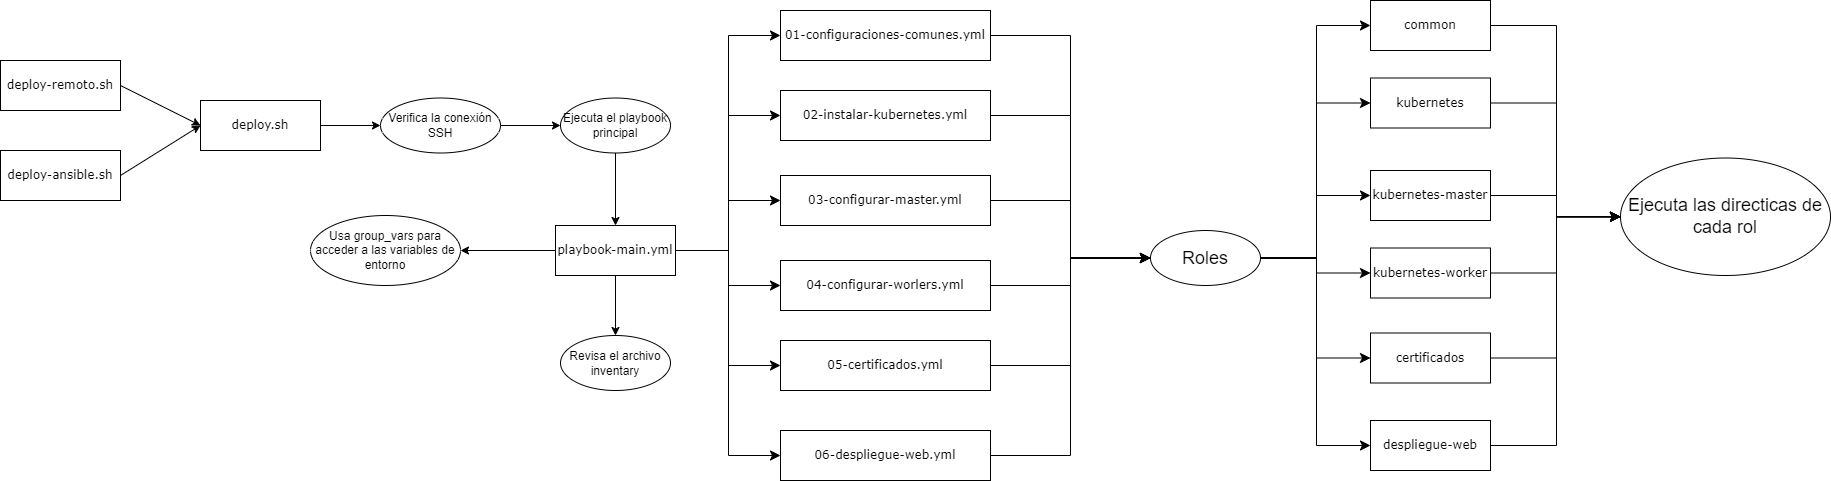 deploy-remoto.sh
deploy-ansible.sh
deploy.sh
Verifica la conexión
SSH
Ejecuta el playbook
principal
Usa group_vars para
acceder a las variables de
entorno
playbook-main.yml
Revisa el archivo
inventary
01-configuraciones-comunes.yml
02-instalar-kubernetes.yml
03-configurar-master.yml
04-configurar-worlers.yml
05-certificados.yml
06-despliegue-web.yml
Roles
common
kubernetes
kubernetes-master
kubernetes-worker
certificados
despliegue-web
Ejecuta las directicas de
cada rol